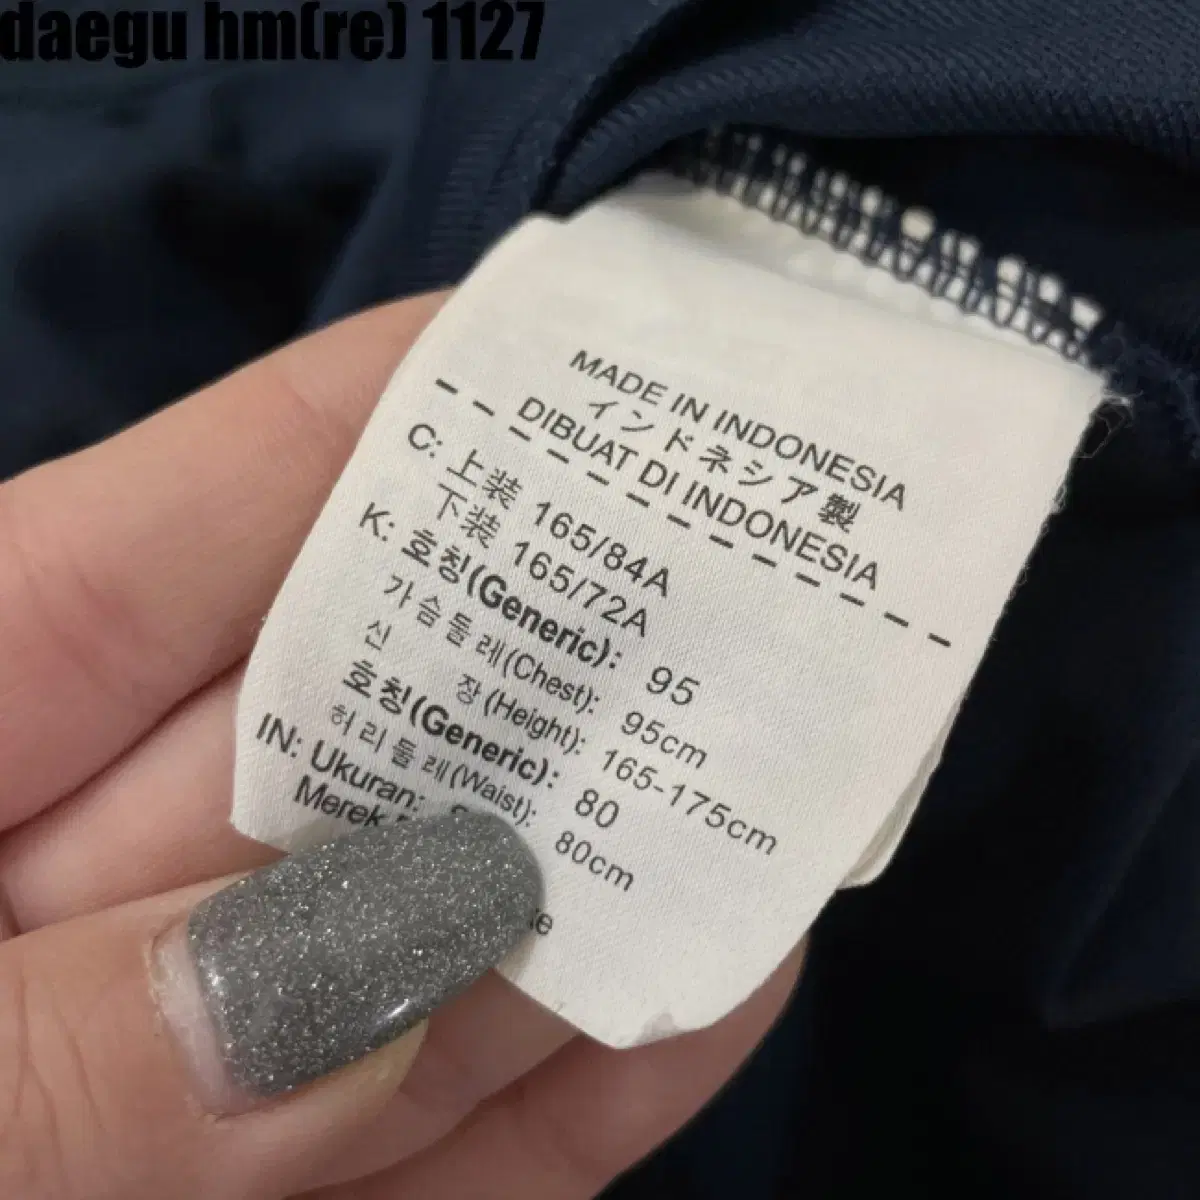 daegu hm(re) 1127
MADE IN INDONESIA
インドネシア製
DIBUAT DI INDONESIA
C: 上装 165/84A
下装 165/72A
K: 호칭(Generic): 95
가슴둘레(Chest): 95cm
신 장(Height): 165-175cm
호칭(Generic): 80
허리둘레(Waist): 80cm
IN: Ukuran:
Merek